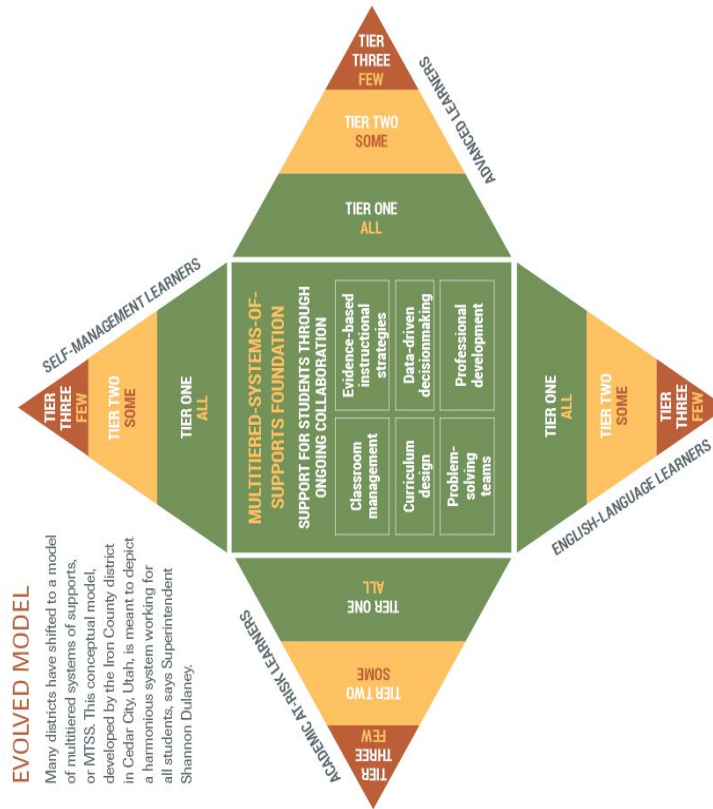 EVOLVED MODEL
Many districts have shifted to a model
of multitiered systems of supports,
or MTSS. This conceptual model,
developed by the Iron County district
in Cedar City, Utah, is meant to depict
a harmonious system working for
all students, says Superintendent
Shannon Dulaney.
TIER
THREE
FEW
TIER TWO
SOME
TIER ONE
ALL
SELF-MANAGEMENT LEARNERS
ACADEMIC AT-RISK LEARNERS
TIER
THREE
FEW
TIER TWO
SOME
TIER ONE
ALL
MULTITIERED-SYSTEMS-OF-
SUPPORTS FOUNDATION
SUPPORT FOR STUDENTS THROUGH
ONGOING COLLABORATION
Classroom
management
Evidence-based
instructional
strategies
Curriculum
design
Data-driven
decisionmaking
Problem-
solving
teams
Professional
development
TIER ONE
ALL
TIER TWO
SOME
TIER
THREE
FEW
ADVANCED LEARNERS
TIER ONE
ALL
TIER TWO
SOME
TIER
THREE
FEW
ENGLISH-LANGUAGE LEARNERS